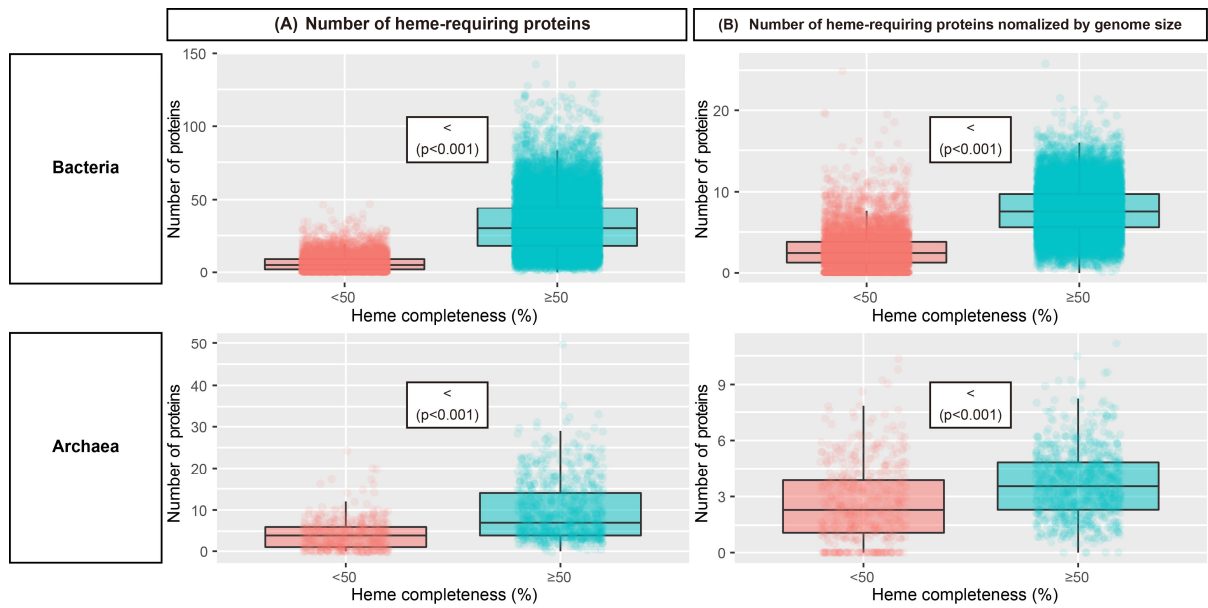 (A) Number of heme-requiring proteins
(B) Number of heme-requiring proteins nomalized by genome size
Bacteria
Number of proteins
150
100
50
0
<
(p<0.001)
<50
≥50
Heme completeness (%)
Number of proteins
20
10
0
<
(p<0.001)
<50
≥50
Heme completeness (%)
Archaea
Number of proteins
50
40
30
20
10
0
<
(p<0.001)
<50
≥50
Heme completeness (%)
Number of proteins
9
6
3
0
<
(p<0.001)
<50
≥50
Heme completeness (%)